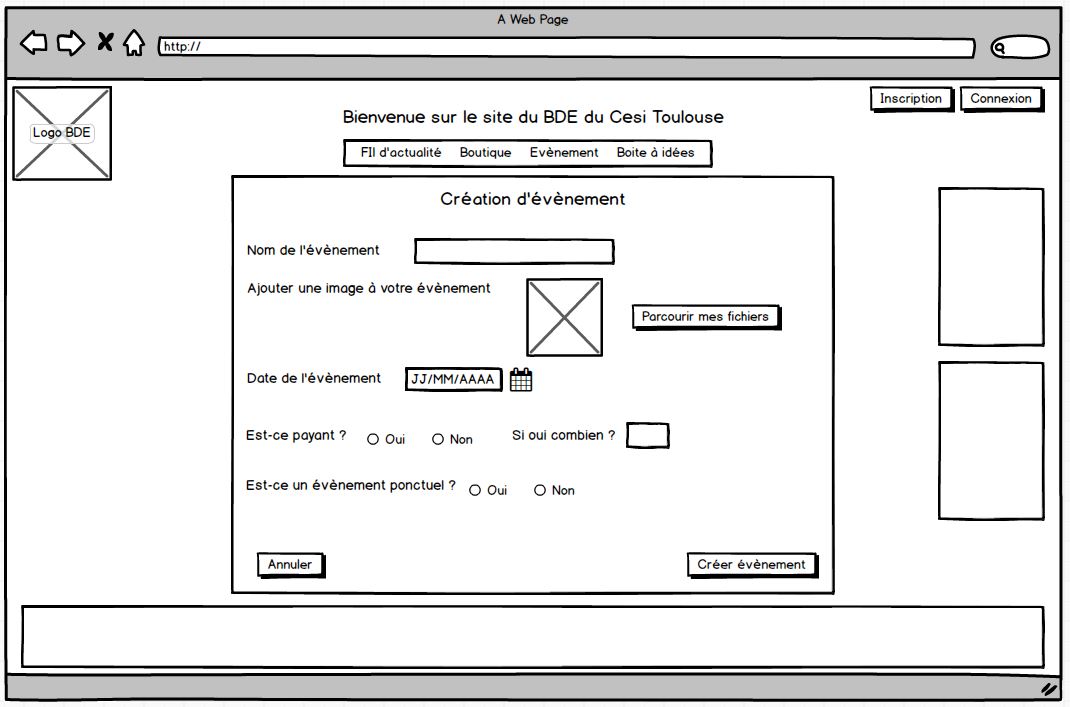 A Web Page
http://
Inscription Connexion
Logo BDE
Bienvenue sur le site du BDE du Cesi Toulouse
FIl d'actualité Boutique Evènement Boite à idées
Création d'évènement
Nom de l'évènement
Ajouter une image à votre évènement
Parcourir mes fichiers
Date de l'évènement JJ/MM/AAAA
Est-ce payant ? Oui Non Si oui combien ?
Est-ce un évènement ponctuel ? Oui Non
Annuler Créer évènement